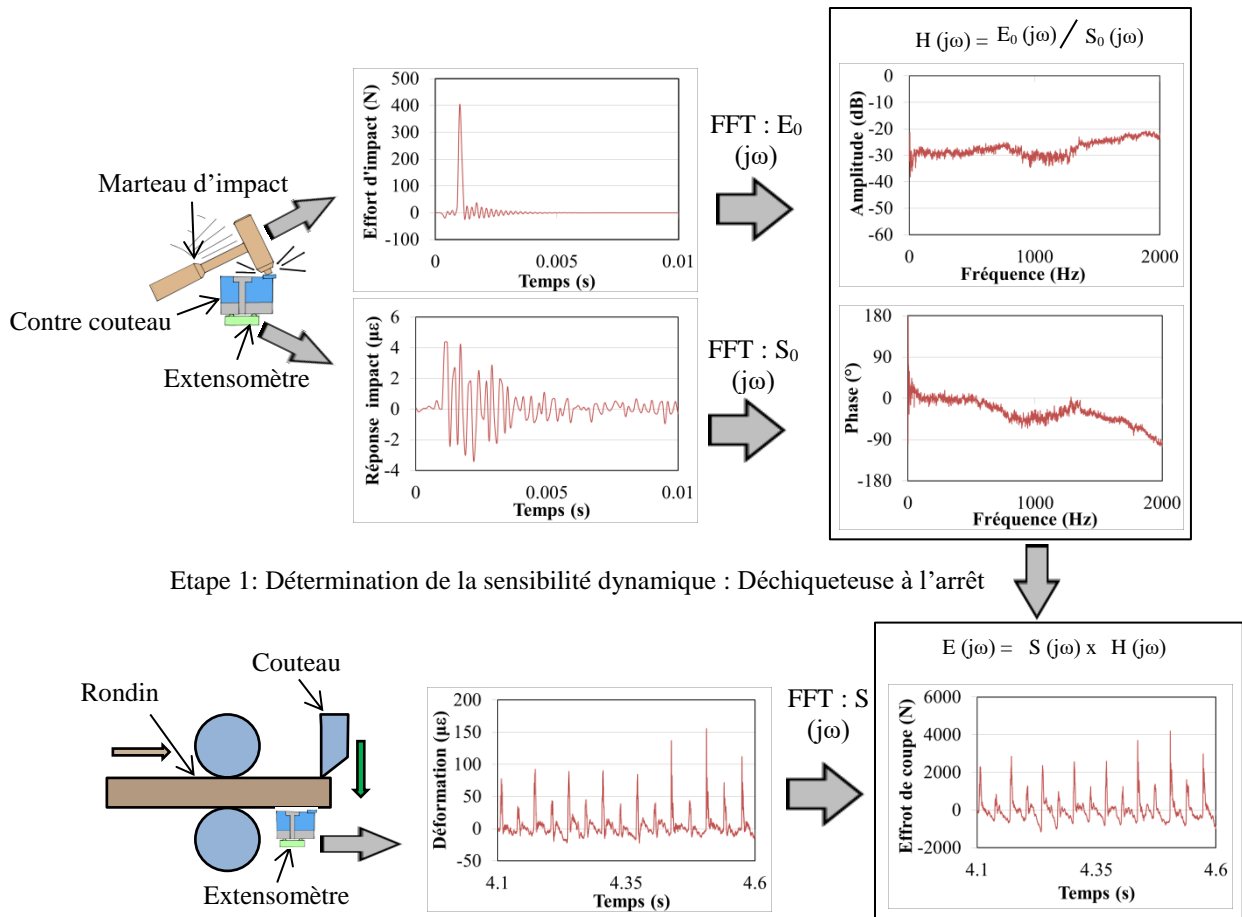 Marteau d'impact
Contre couteau
Extensomètre
Effort d'impact (N)
500
400
300
200
100
0
-100
0
0.005
0.01
Temps (s)
Réponse impact (µε)
6
4
2
0
-2
-4
0
0.005
0.01
Temps (s)
FFT : E₀
(jω)
FFT : S₀
(jω)
H (jω) = E₀ (jω) / S₀ (jω)
Amplitude (dB)
0
-10
-20
-30
-40
-50
-60
0
1000
2000
Fréquence (Hz)
Phase (°)
180
90
0
-90
-180
0
1000
2000
Fréquence (Hz)
Etape 1: Détermination de la sensibilité dynamique : Déchiqueteuse à l'arrêt
Couteau
Rondin
Extensomètre
Déformation (µε)
200
150
100
50
0
-50
4.1
4.35
4.6
Temps (s)
FFT : S
(jω)
E (jω) = S (jω) x H (jω)
Effrot de coupe (N)
6000
4000
2000
0
-2000
4.1
4.35
4.6
Temps (s)